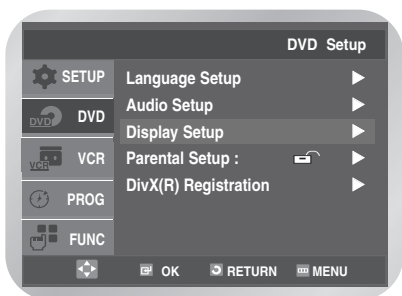 DVD Setup
SETUP
DVD
VCR
PROG
FUNC
Language Setup
Audio Setup
Display Setup
Parental Setup :
DivX(R) Registration
OK RETURN MENU
DVD
VCR